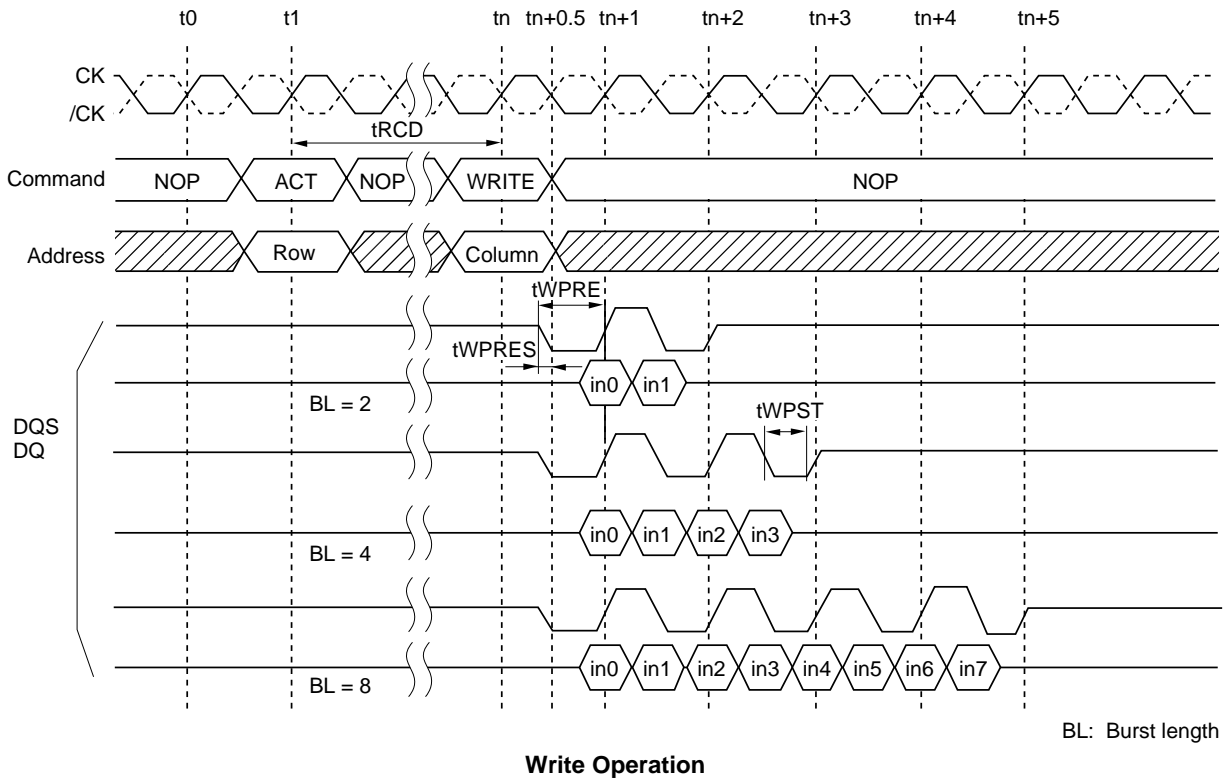 t0 t1 tn tn+0.5 tn+1 tn+2 tn+3 tn+4 tn+5
CK
/CK
tRCD
Command NOP ACT NOP WRITE NOP
Address Row Column
tWPRE
tWPRES
in0 in1
BL = 2
tWPST
DQS
DQ
in0 in1 in2 in3
BL = 4
in0 in1 in2 in3 in4 in5 in6 in7
BL = 8
BL: Burst length
Write Operation